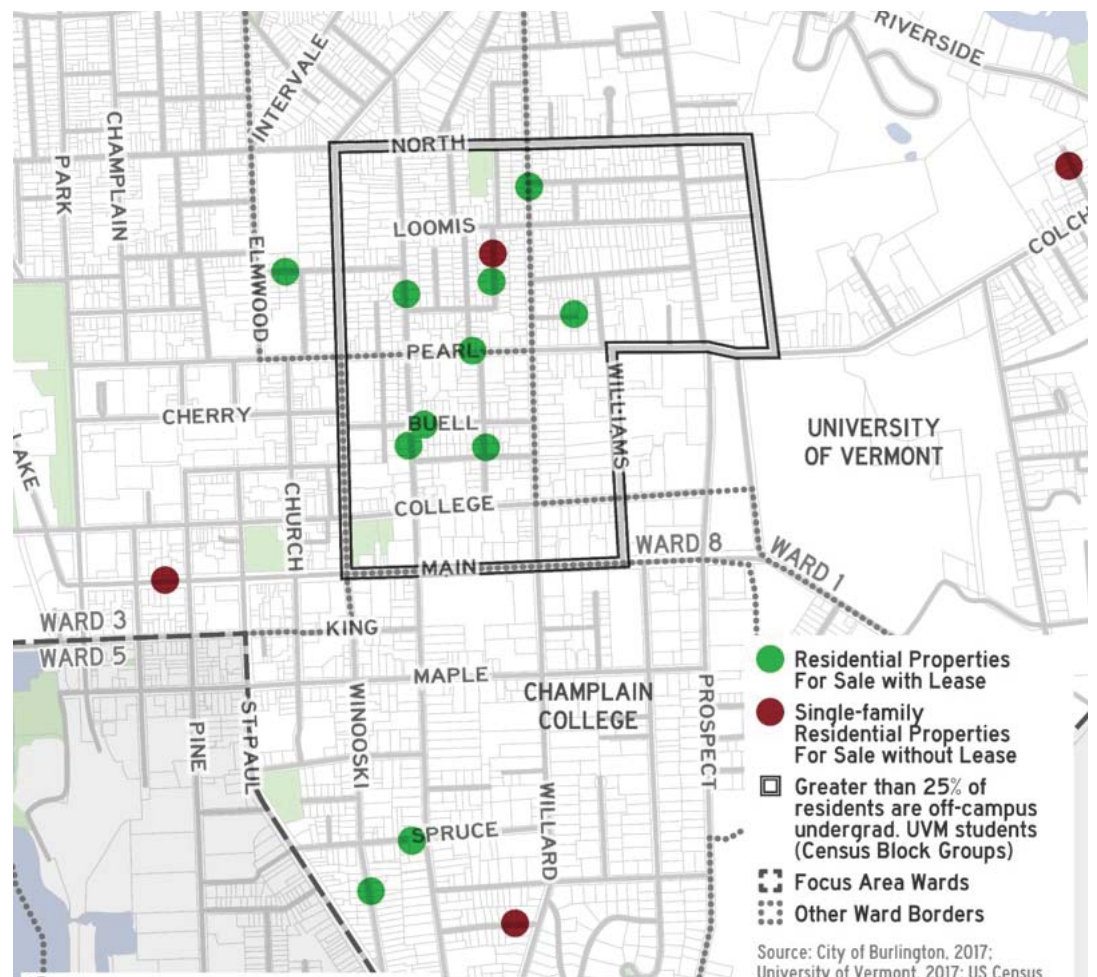 RIVERSIDE
INTERVALE
CHAMPLAIN
NORTH
PARK
COLCH
LOOMIS
ELMWOOD
PEARL
WILLIAMS
CHERRY
BUELL
UNIVERSITY
OF VERMONT
LAKE
CHURCH
COLLEGE
WARD 8
WARD 1
MAIN
WARD 3
KING
WARD 5
MAPLE
CHAMPLAIN
COLLEGE
PROSPECT
WINOOSKI
ST. PAUL
PINE
WILLARD
SPRUCE
Residential Properties
For Sale with Lease
Single-family
Residential Properties
For Sale without Lease
Greater than 25% of
residents are off-campus
undergrad. UVM students
(Census Block Groups)
Focus Area Wards
Other Ward Borders
Source: City of Burlington, 2017;
University of Vermont, 2017; US Census